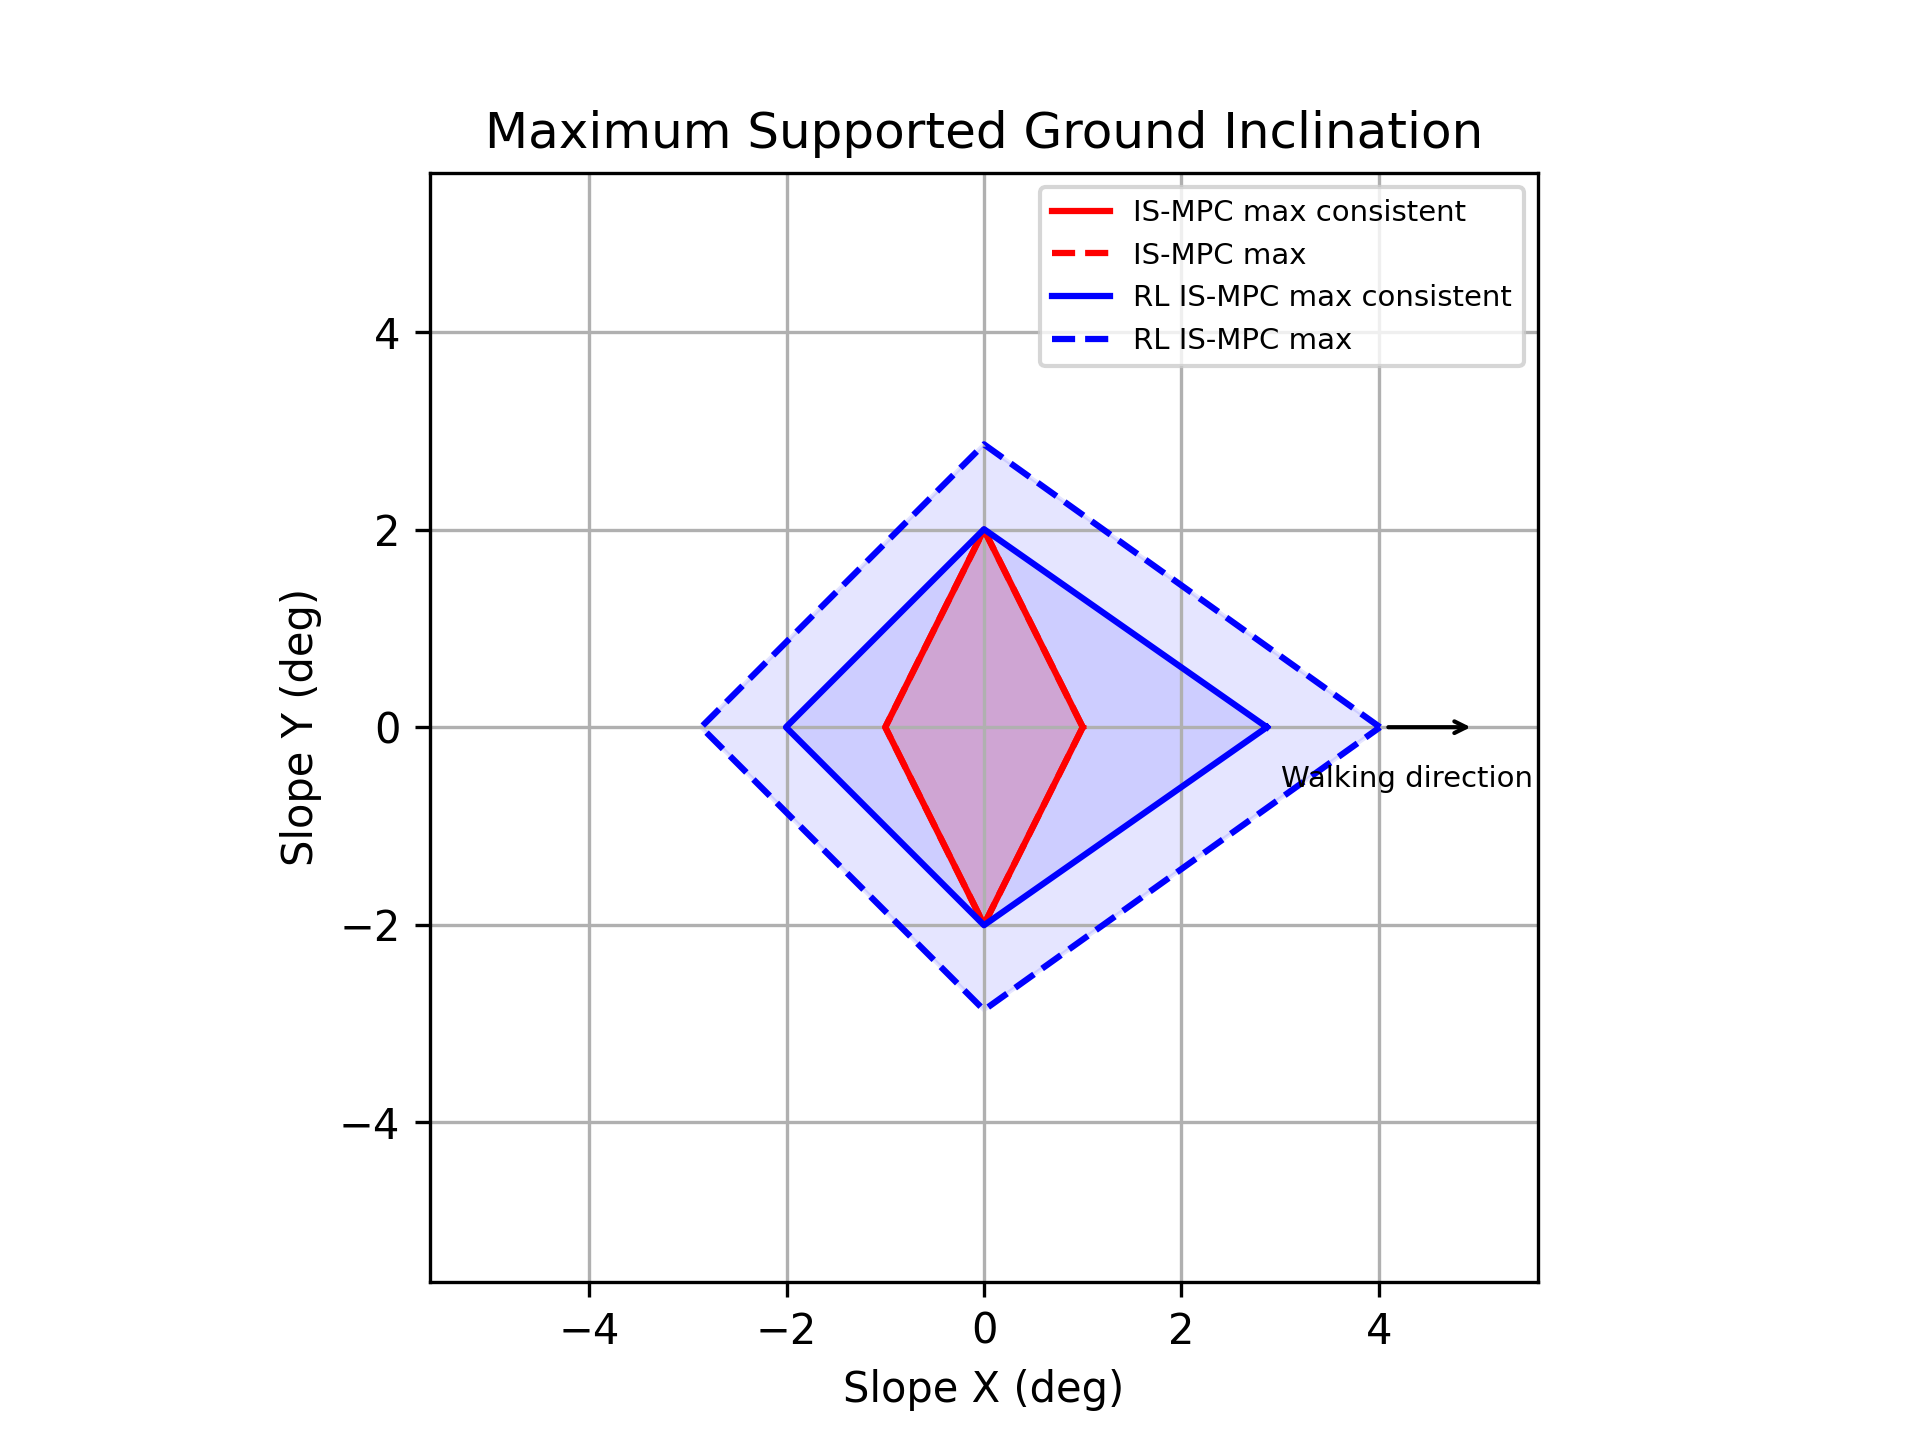 Maximum Supported Ground Inclination
IS-MPC max consistent
IS-MPC max
RL IS-MPC max consistent
RL IS-MPC max
4
2
0
−2
−4
Slope Y (deg)
Walking direction
−4
−2
0
2
4
Slope X (deg)